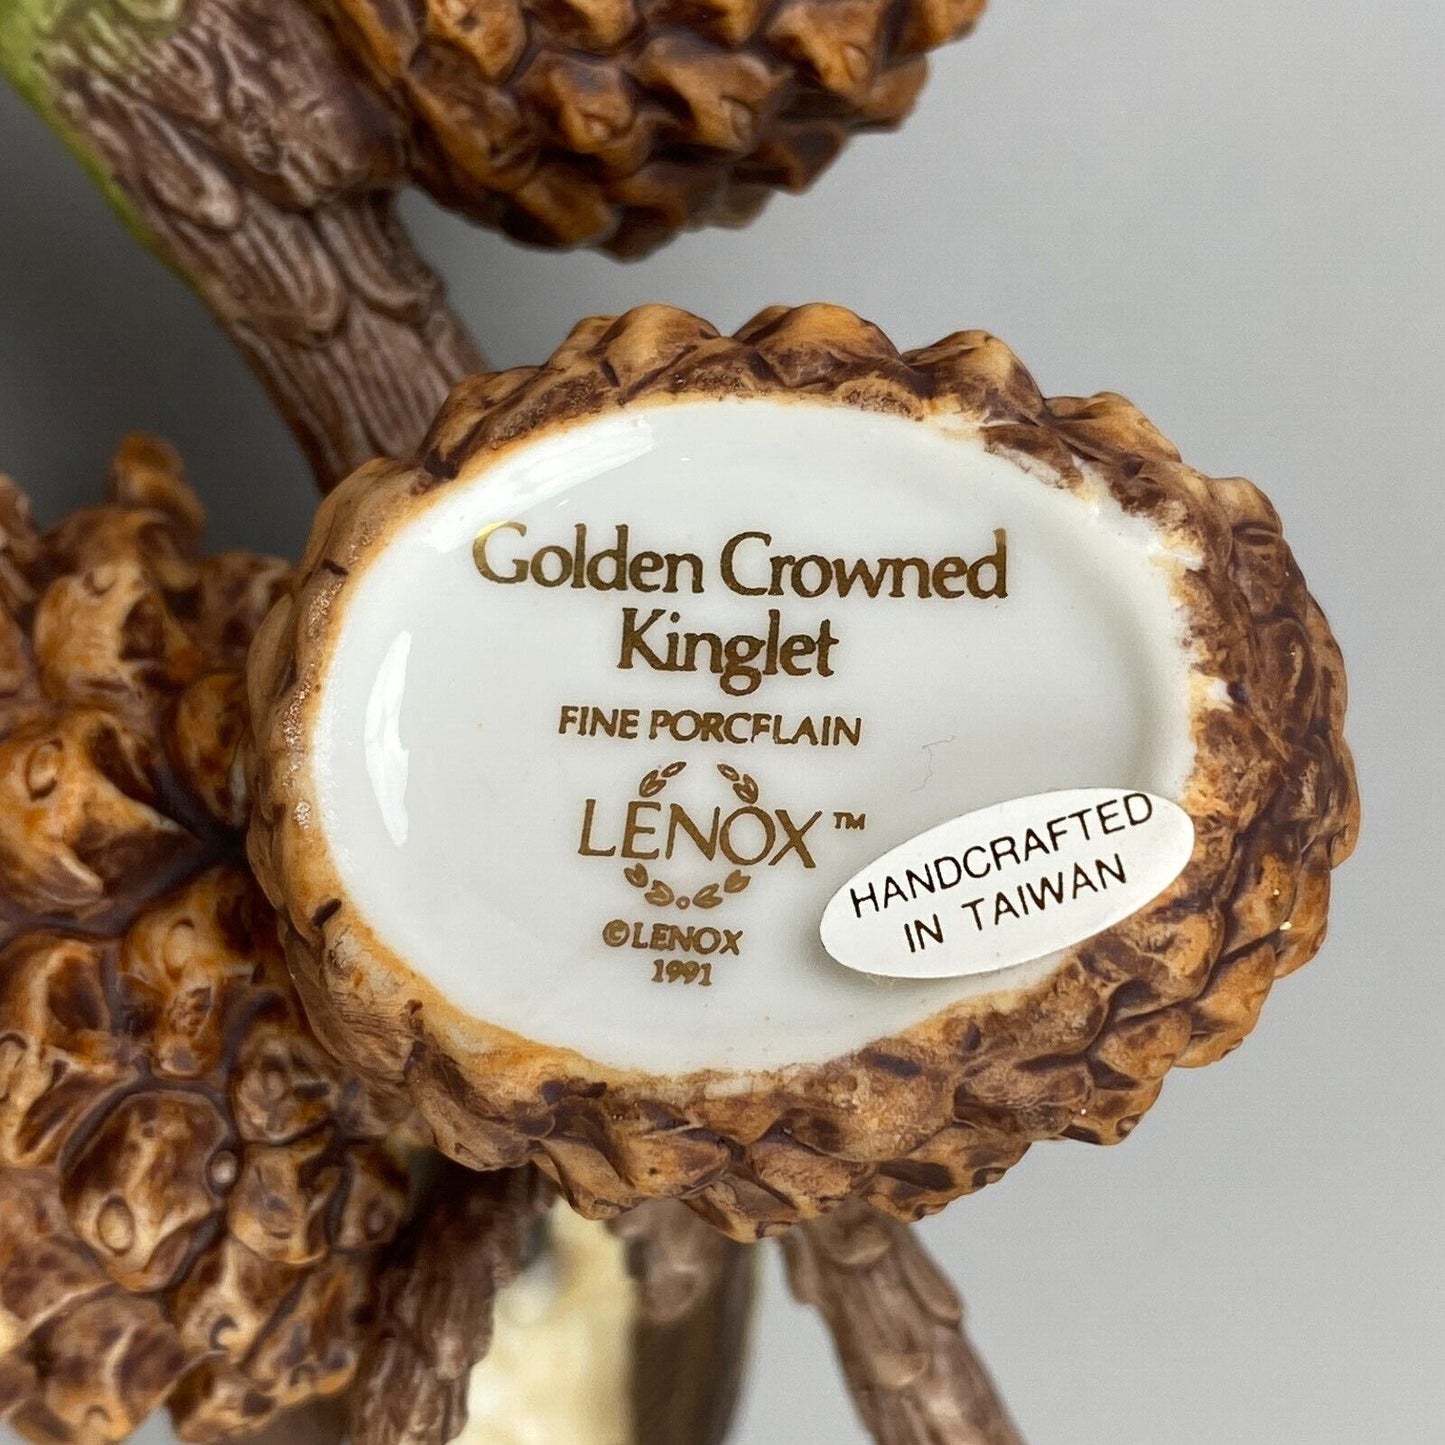 Golden Crowned
Kinglet
FINE PORCELAIN
LENOX™
©LENOX
1991
HANDCRAFTED
IN TAIWAN